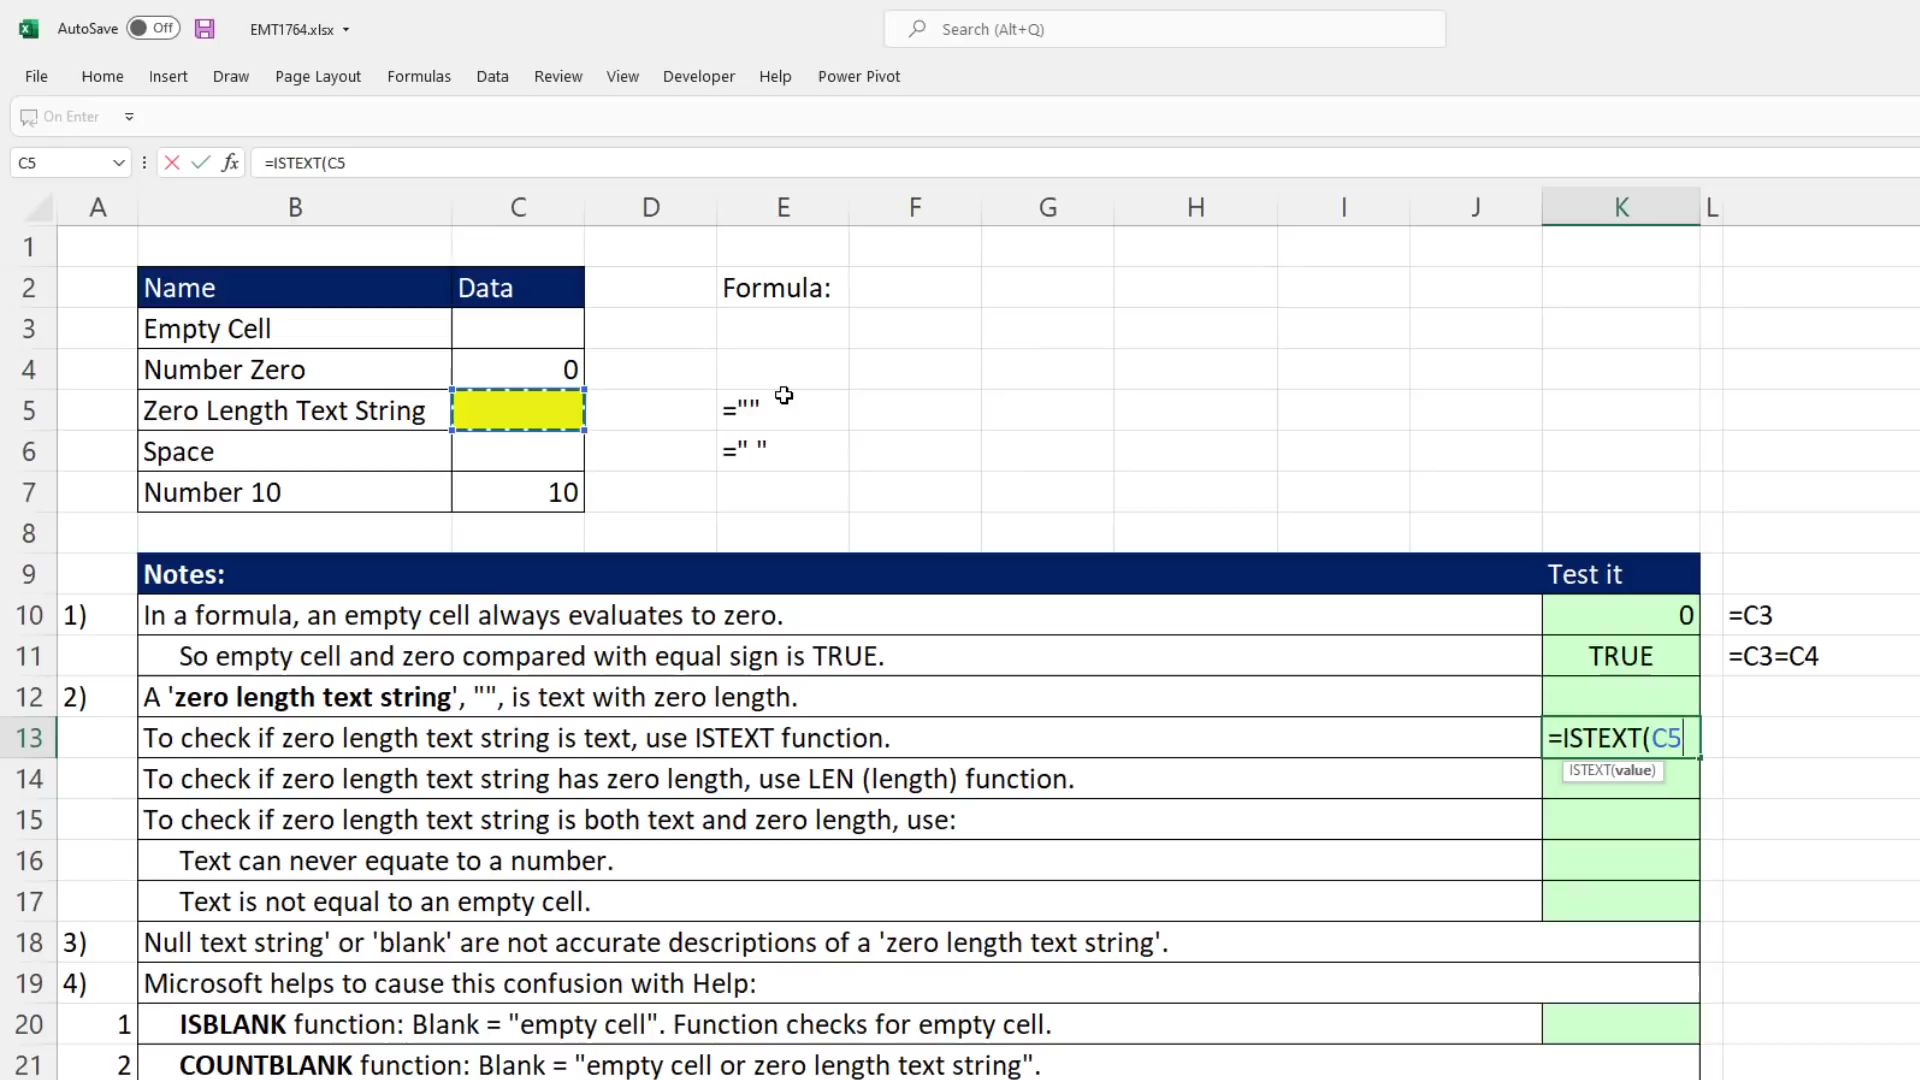 AutoSave Off EMT1764.xlsx Search (Alt+Q)
File Home Insert Draw Page Layout Formulas Data Review View Developer Help Power Pivot
On Enter
C5 fx =ISTEXT(C5
A B C D E F G H I J K L
1
2 Name Data Formula:
3 Empty Cell
4 Number Zero 0
5 Zero Length Text String =""
6 Space =" "
7 Number 10 10
8
9 Notes: Test it
10 1) In a formula, an empty cell always evaluates to zero. 0 =C3
11 So empty cell and zero compared with equal sign is TRUE. TRUE =C3=C4
12 2) A 'zero length text string', "", is text with zero length.
13 To check if zero length text string is text, use ISTEXT function. =ISTEXT(C5
ISTEXT(value)
14 To check if zero length text string has zero length, use LEN (length) function.
15 To check if zero length text string is both text and zero length, use:
16 Text can never equate to a number.
17 Text is not equal to an empty cell.
18 3) Null text string' or 'blank' are not accurate descriptions of a 'zero length text string'.
19 4) Microsoft helps to cause this confusion with Help:
20 1 ISBLANK function: Blank = "empty cell". Function checks for empty cell.
21 2 COUNTBLANK function: Blank = "empty cell or zero length text string".